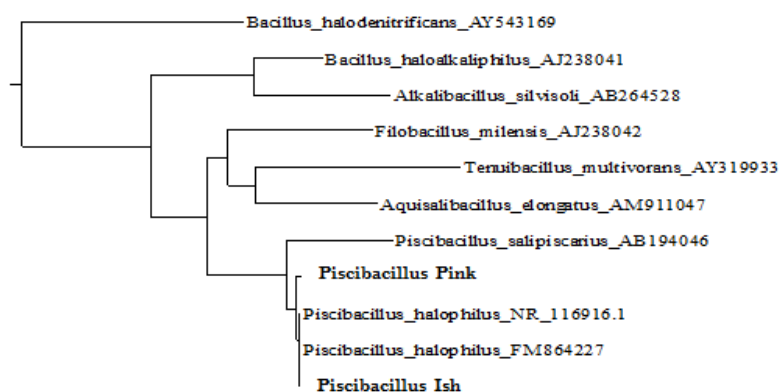 Bacillus_halodenitrificans_AY543169
Bacillus_haloalkaliphilus_AJ238041
Alkalibacillus_silvisoli_AB264528
Filobacillus_milensis_AJ238042
Tenuibacillus_multivorans_AY319933
Aquisalibacillus_elongatus_AM911047
Piscibacillus_salipiscarius_AB194046
Piscibacillus Pink
Piscibacillus_halophilus_NR_116916.1
Piscibacillus_halophilus_FM864227
Piscibacillus Ish